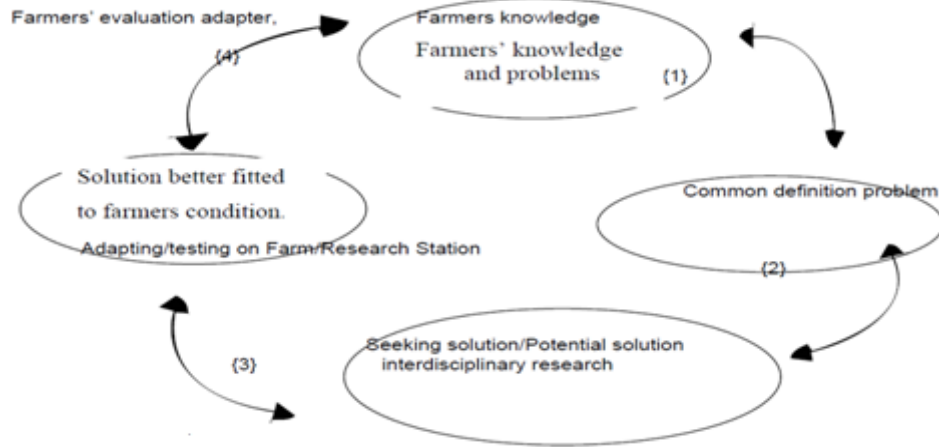 Farmers' evaluation adapter,
Farmers knowledge
{4}
Farmers' knowledge
and problems
{1}
Solution better fitted
to farmers condition.
Adapting/testing on Farm/Research Station
Common definition problem
{2}
Seeking solution/Potential solution
interdisciplinary research
{3}